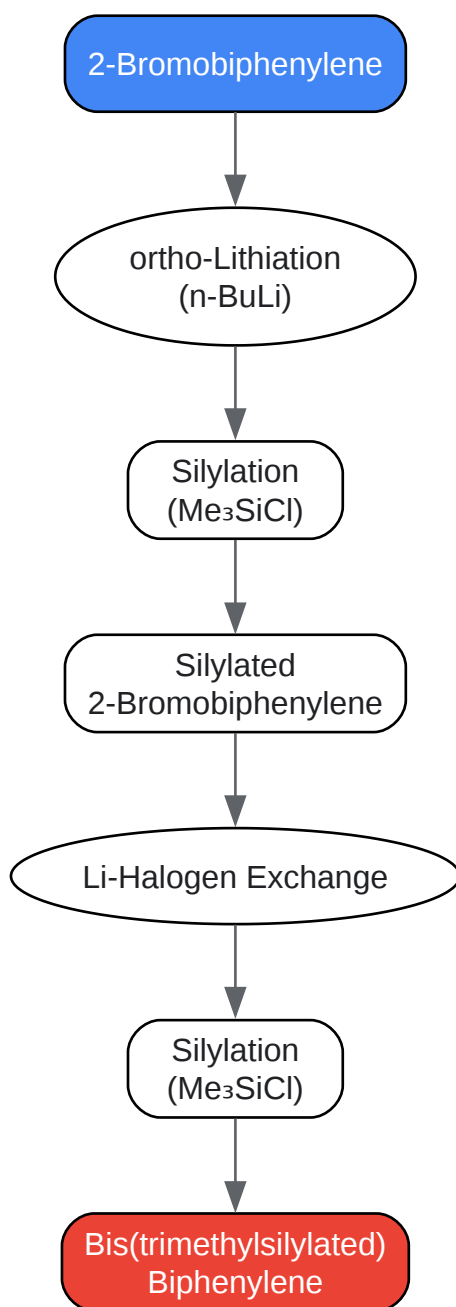 2-Bromobiphenylene
ortho-Lithiation
(n-BuLi)
Silylation
(Me₃SiCl)
Silylated
2-Bromobiphenylene
Li-Halogen Exchange
Silylation
(Me₃SiCl)
Bis(trimethylsilylated)
Biphenylene